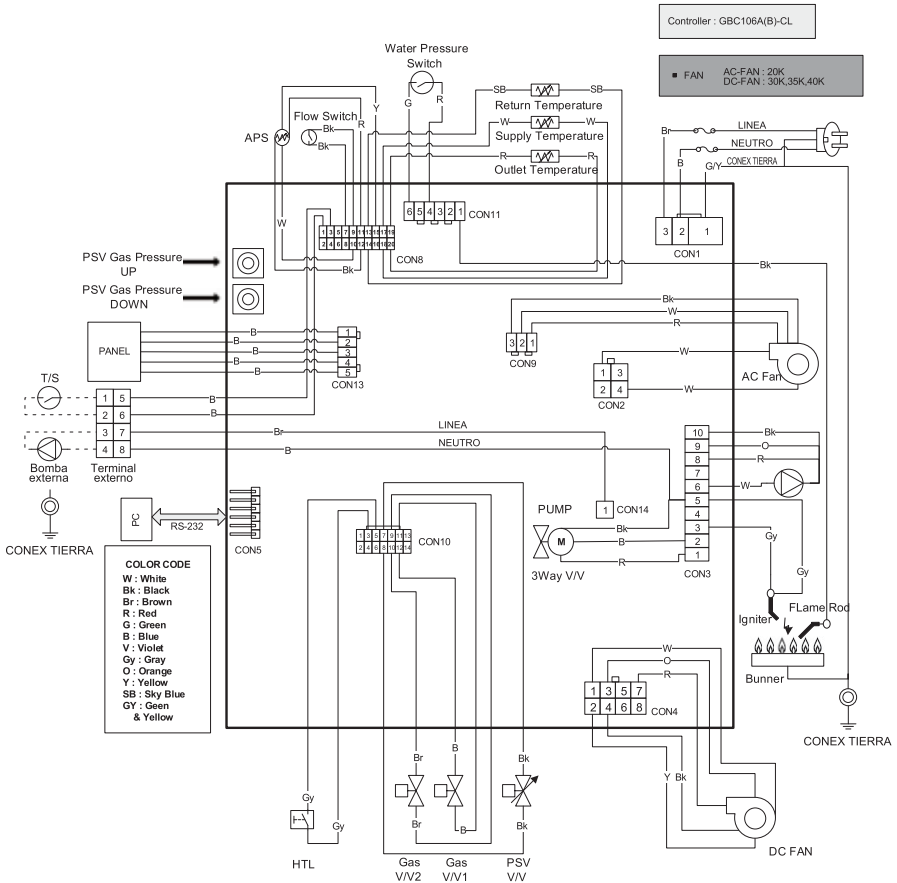 Controller : GBC106A(B)-CL
FAN
AC-FAN : 20K
DC-FAN : 30K,35K,40K
Water Pressure
Switch
G
R
SB
SB
Return Temperature
W
W
Supply Temperature
R
R
Outlet Temperature
Y
R
Flow Switch
Bk
Bk
APS
W
Bk
LINEA
Br
NEUTRO
B
CONEX TIERRA
G/Y
6 5 4 3 2 1
CON11
3 2 1
CON1
1 3 5 7 9 11 13 15 17 19
2 4 6 8 10 12 14 16 18 20
CON8
PSV Gas Pressure
UP
PSV Gas Pressure
DOWN
Bk
Bk
W
R
3 2 1
CON9
W
W
AC Fan
1 3
2 4
CON2
PANEL
B
B
B
B
B
1
2
3
4
5
CON13
T/S
1 5
2 6
3 7
4 8
B
B
Br
LINEA
B
NEUTRO
Bomba
externa
Terminal
externo
CONEX TIERRA
PC
RS-232
CON5
10
9
8
7
6
5
4
3
2
1
CON3
Bk
O
R
W
1
CON14
PUMP
M
3Way V/V
Bk
B
R
Gy
Gy
Igniter
FLame Rod
Bunner
CONEX TIERRA
1 3 5 7 9 11 13
2 4 6 8 10 12 14
CON10
COLOR CODE
W : White
Bk : Black
Br : Brown
R : Red
G : Green
B : Blue
V : Violet
Gy : Gray
O : Orange
Y : Yellow
SB : Sky Blue
GY : Geen
& Yellow
W
O
R
1 3 5 7
2 4 6 8
CON4
Y
Bk
DC FAN
Gy
Gy
HTL
Br
Br
Gas
V/V2
B
B
Gas
V/V1
Bk
Bk
PSV
V/V